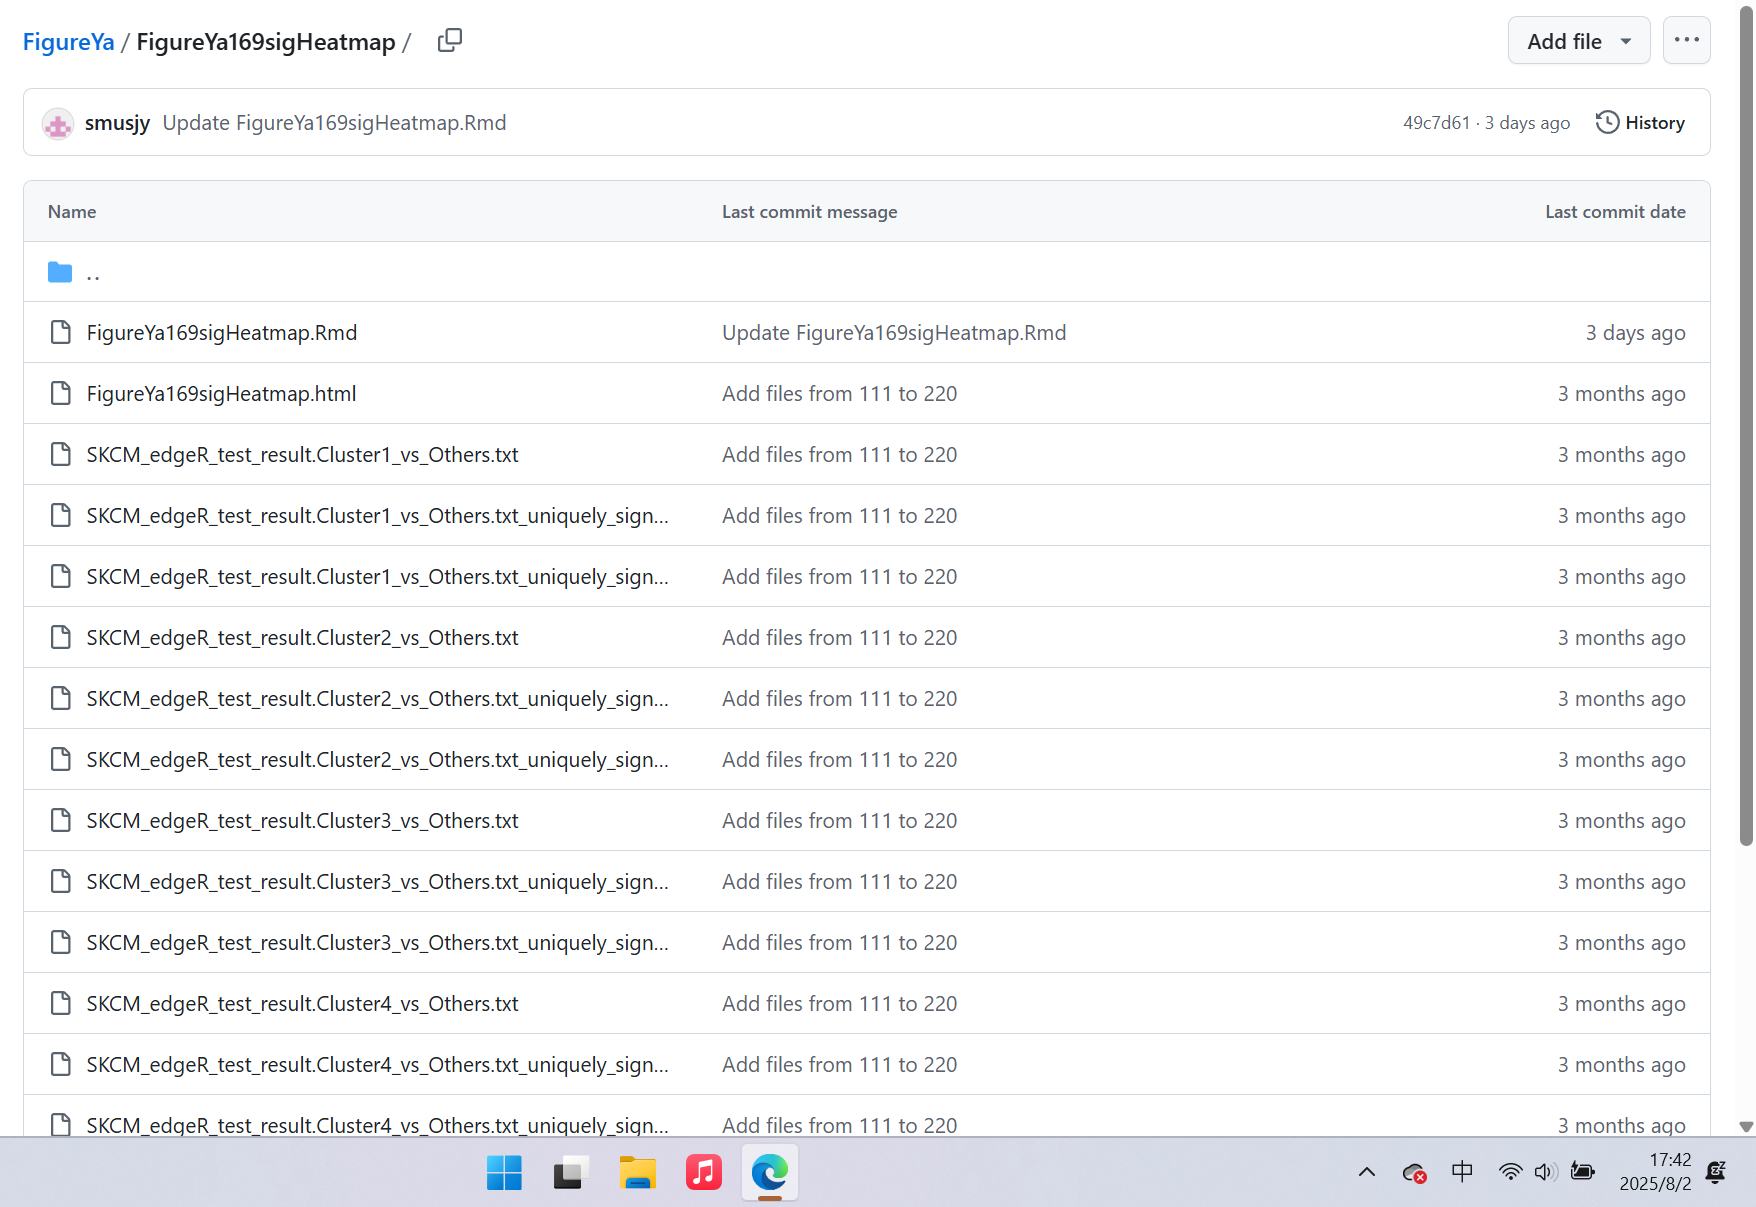 FigureYa / FigureYa169sigHeatmap /
Add file
smusjy Update FigureYa169sigHeatmap.Rmd
49c7d61 · 3 days ago
History
Name Last commit message Last commit date
..
FigureYa169sigHeatmap.Rmd Update FigureYa169sigHeatmap.Rmd 3 days ago
FigureYa169sigHeatmap.html Add files from 111 to 220 3 months ago
SKCM_edgeR_test_result.Cluster1_vs_Others.txt Add files from 111 to 220 3 months ago
SKCM_edgeR_test_result.Cluster1_vs_Others.txt_uniquely_sign... Add files from 111 to 220 3 months ago
SKCM_edgeR_test_result.Cluster1_vs_Others.txt_uniquely_sign... Add files from 111 to 220 3 months ago
SKCM_edgeR_test_result.Cluster2_vs_Others.txt Add files from 111 to 220 3 months ago
SKCM_edgeR_test_result.Cluster2_vs_Others.txt_uniquely_sign... Add files from 111 to 220 3 months ago
SKCM_edgeR_test_result.Cluster2_vs_Others.txt_uniquely_sign... Add files from 111 to 220 3 months ago
SKCM_edgeR_test_result.Cluster3_vs_Others.txt Add files from 111 to 220 3 months ago
SKCM_edgeR_test_result.Cluster3_vs_Others.txt_uniquely_sign... Add files from 111 to 220 3 months ago
SKCM_edgeR_test_result.Cluster3_vs_Others.txt_uniquely_sign... Add files from 111 to 220 3 months ago
SKCM_edgeR_test_result.Cluster4_vs_Others.txt Add files from 111 to 220 3 months ago
SKCM_edgeR_test_result.Cluster4_vs_Others.txt_uniquely_sign... Add files from 111 to 220 3 months ago
SKCM_edgeR_test_result.Cluster4_vs_Others.txt_uniquely_sign... Add files from 111 to 220 3 months ago
中
17:42
2025/8/2